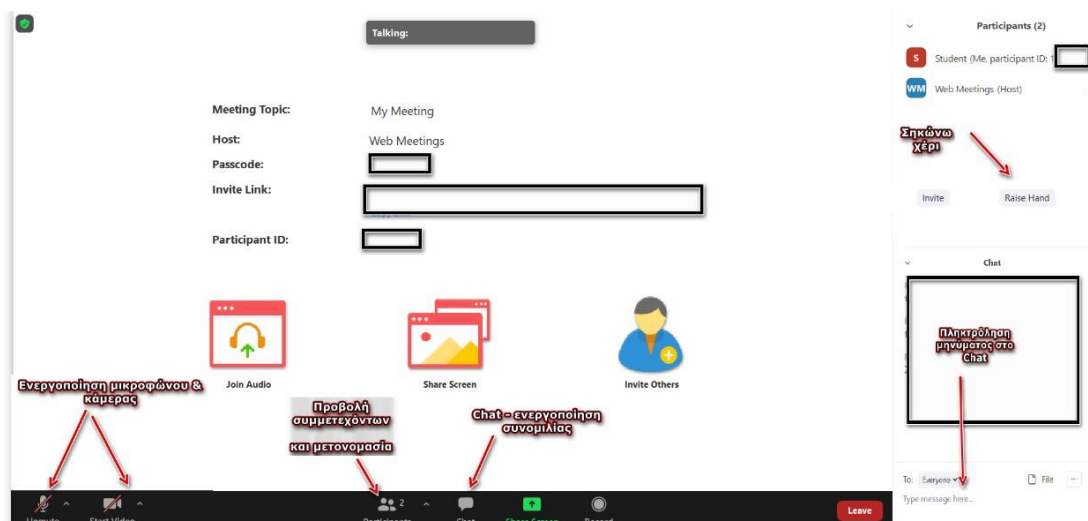 Talking:
Meeting Topic: My Meeting
Host: Web Meetings
Passcode:
Invite Link:
Participant ID:
Join Audio
Share Screen
Invite Others
Ενεργοποίηση μικροφώνου &
κάμερας
Προβολή
συμμετεχόντων
και μετονομασία
Chat - ενεργοποίηση
συνομιλίας
Unmute
Start Video
2
Participants
Chat
Share Screen
Record
Leave
Participants (2)
S Student (Me, participant ID: 1
WM Web Meetings (Host)
Σηκώνω
χέρι
Invite
Raise Hand
Chat
Πληκτρολόγηση
μηνύματος στο
Chat
To: Everyone
File
Type message here...